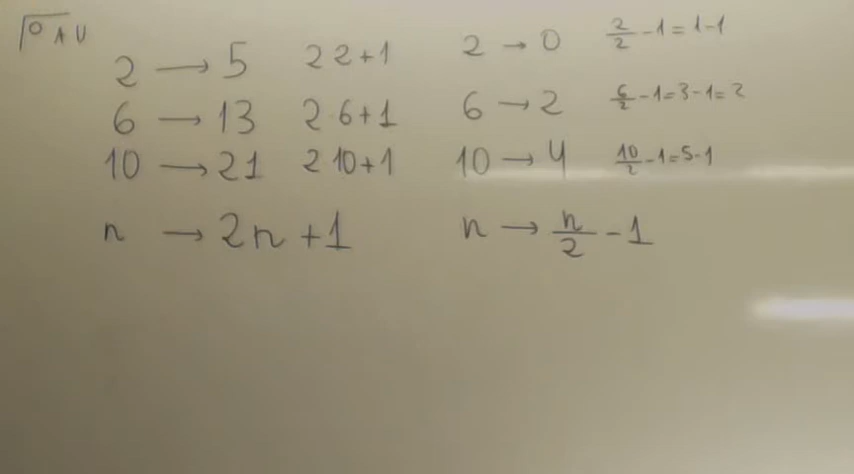 O A U
2 → 5 2 2+1 2 → 0 2/2 -1=1-1
6 → 13 2 6+1 6 → 2 6/2 -1=3-1=2
10 → 21 2 10+1 10 → 4 10/2 -1=5-1
n → 2n+1 n → n/2 -1